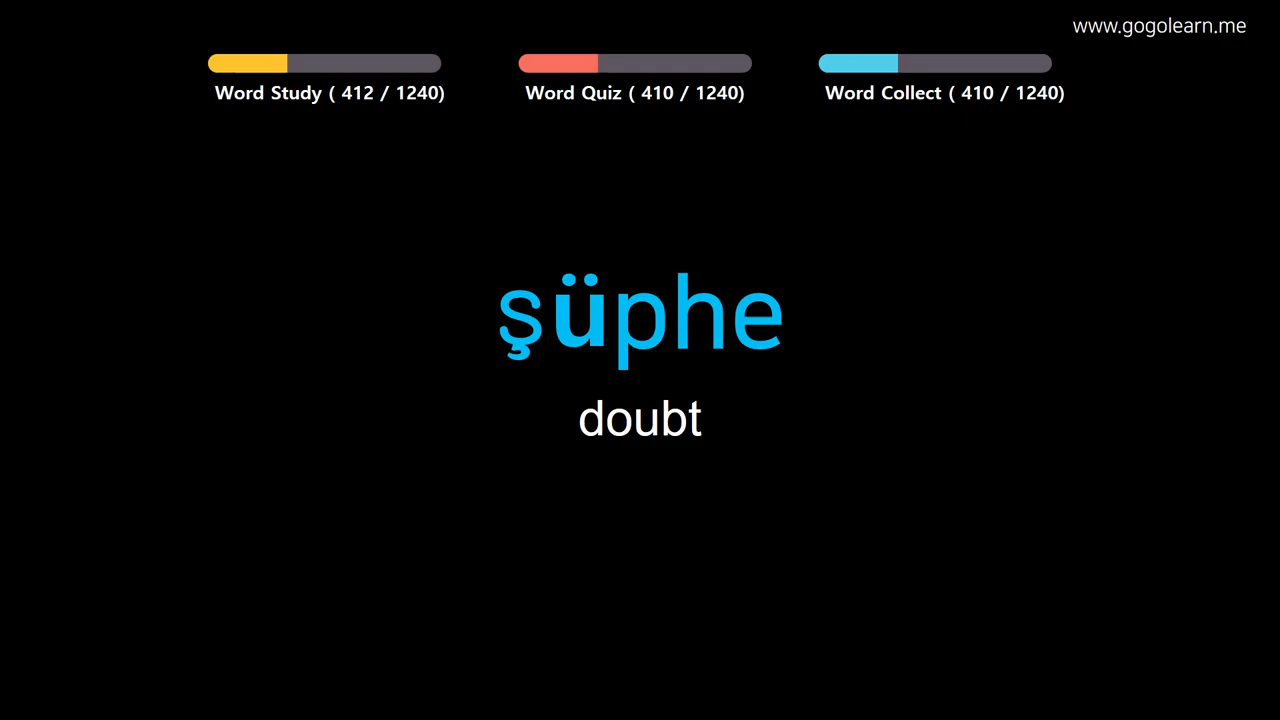 www.gogolearn.me
Word Study ( 412 / 1240)
Word Quiz ( 410 / 1240)
Word Collect ( 410 / 1240)
şüphe
doubt